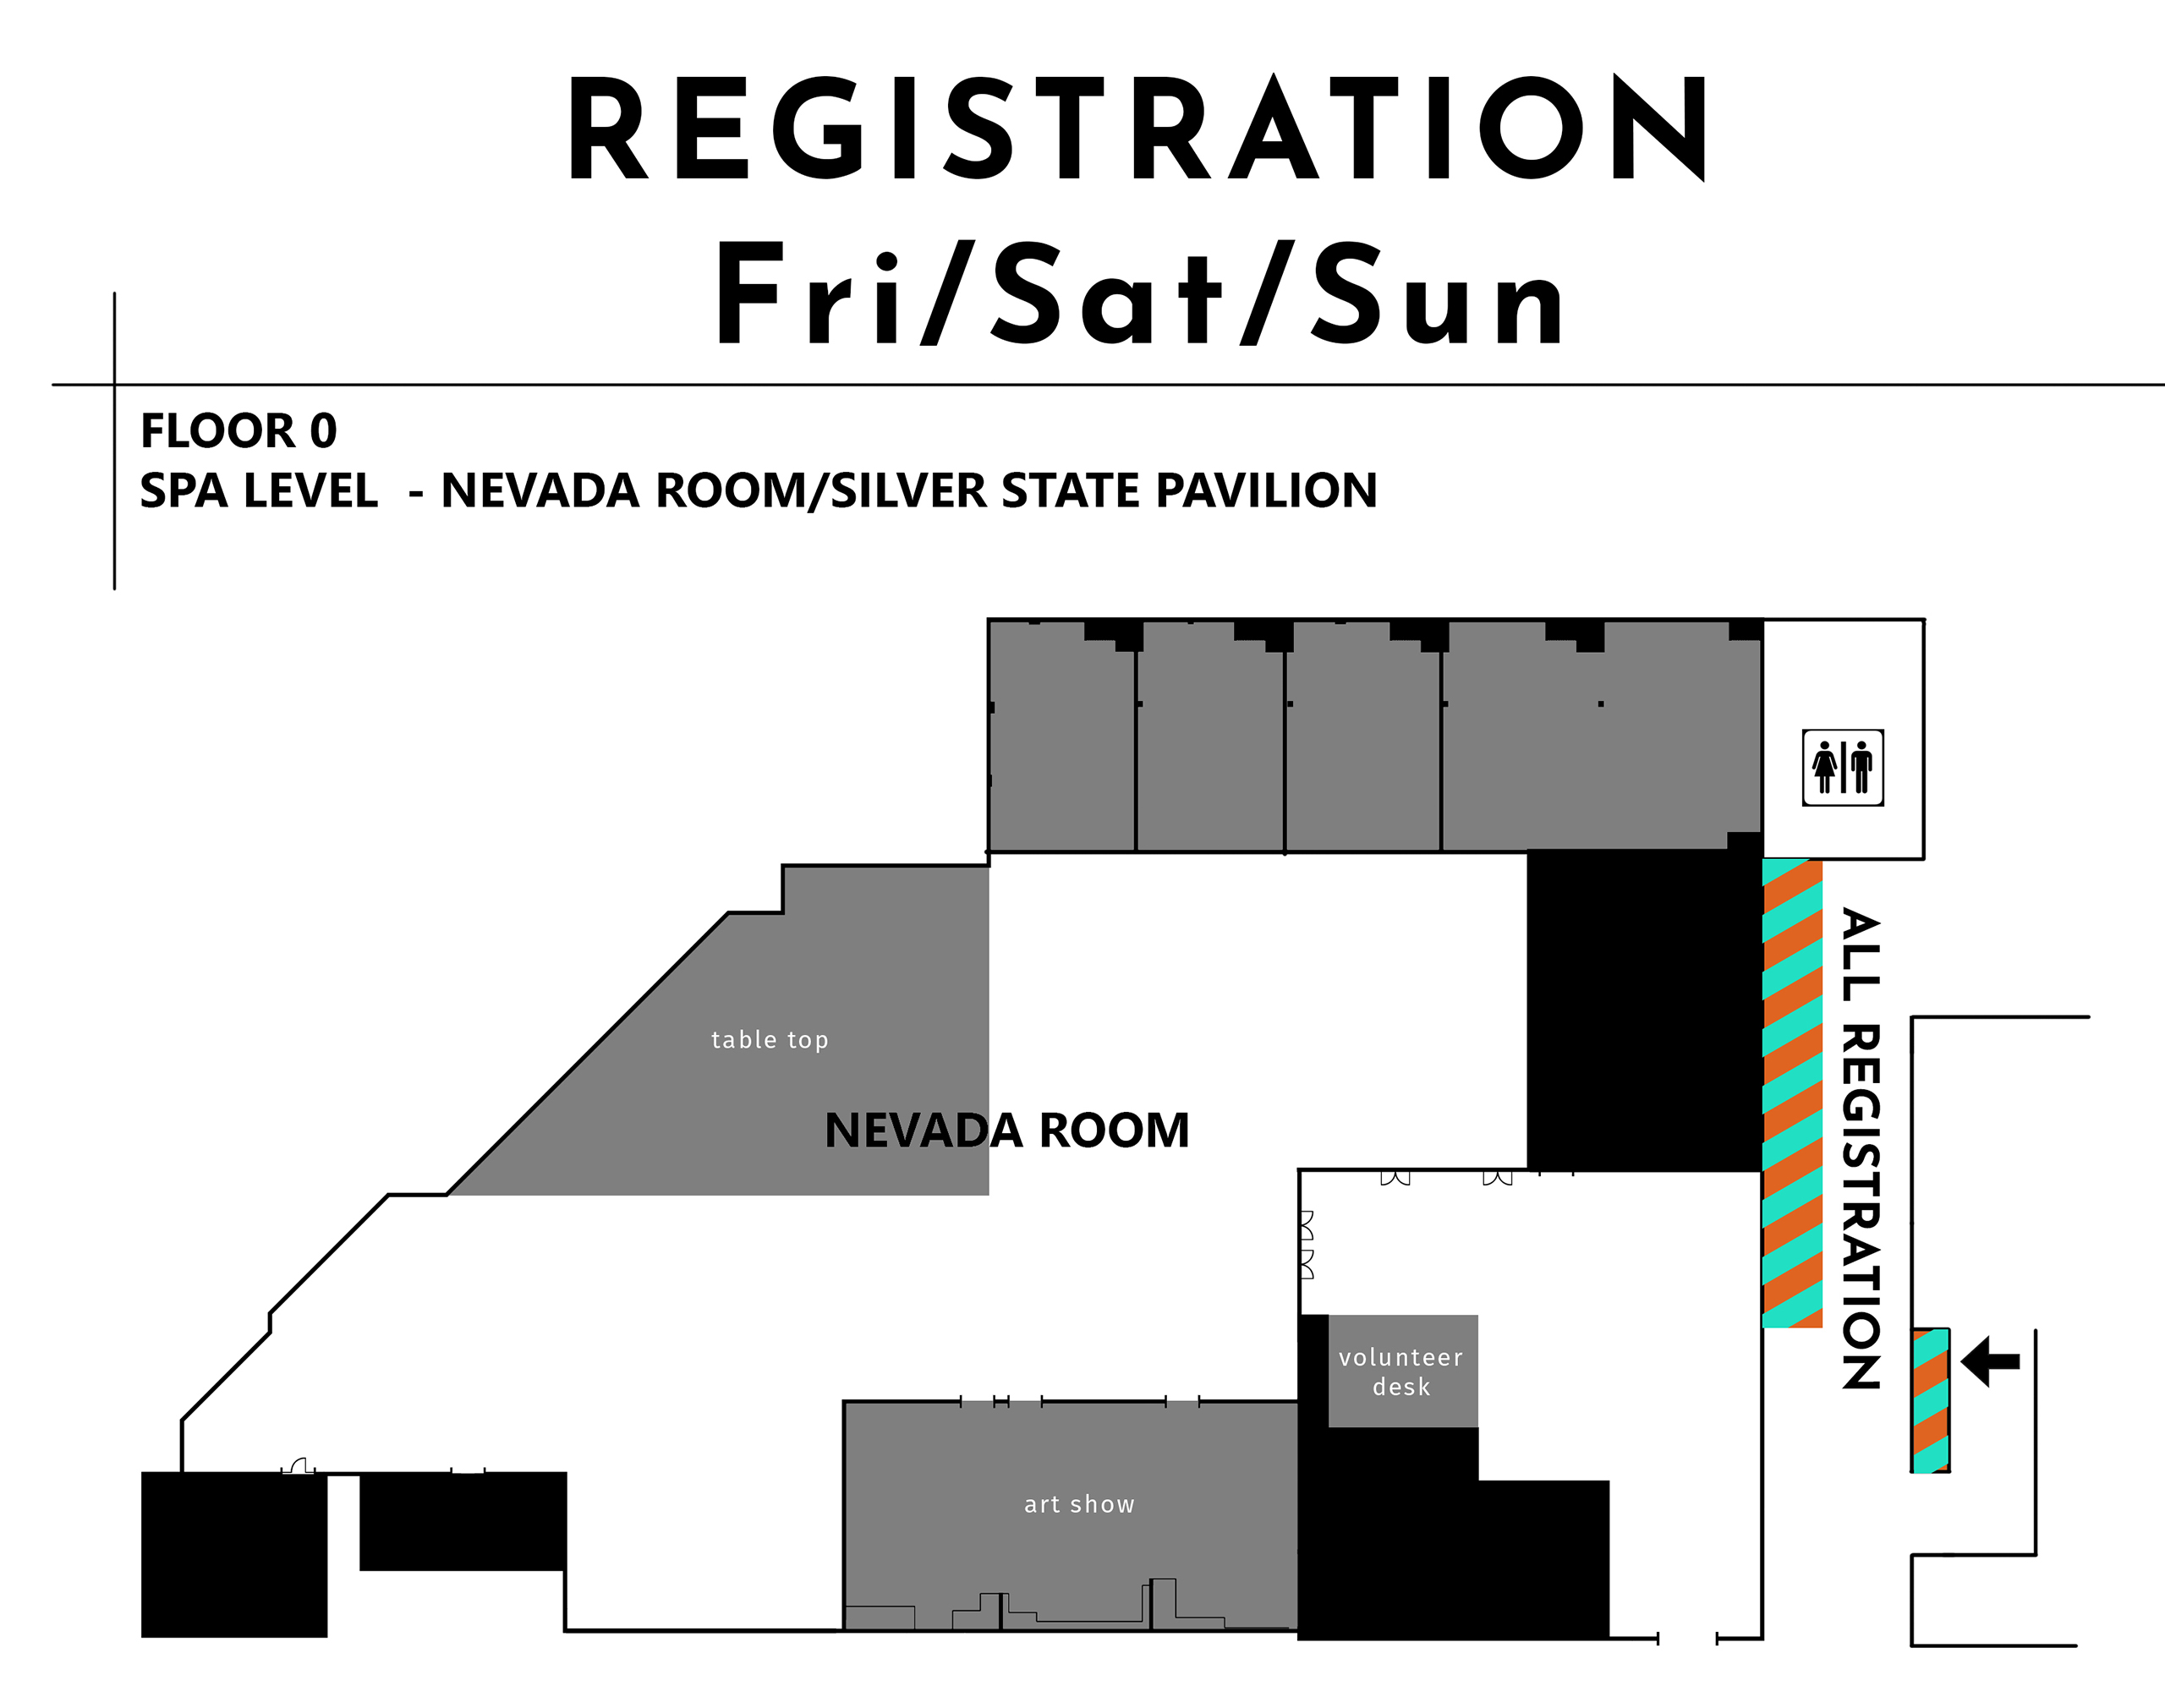 REGISTRATION
Fri/Sat/Sun
FLOOR 0
SPA LEVEL - NEVADA ROOM/SILVER STATE PAVILION
ALL REGISTRATION
table top
NEVADA ROOM
volunteer
desk
art show